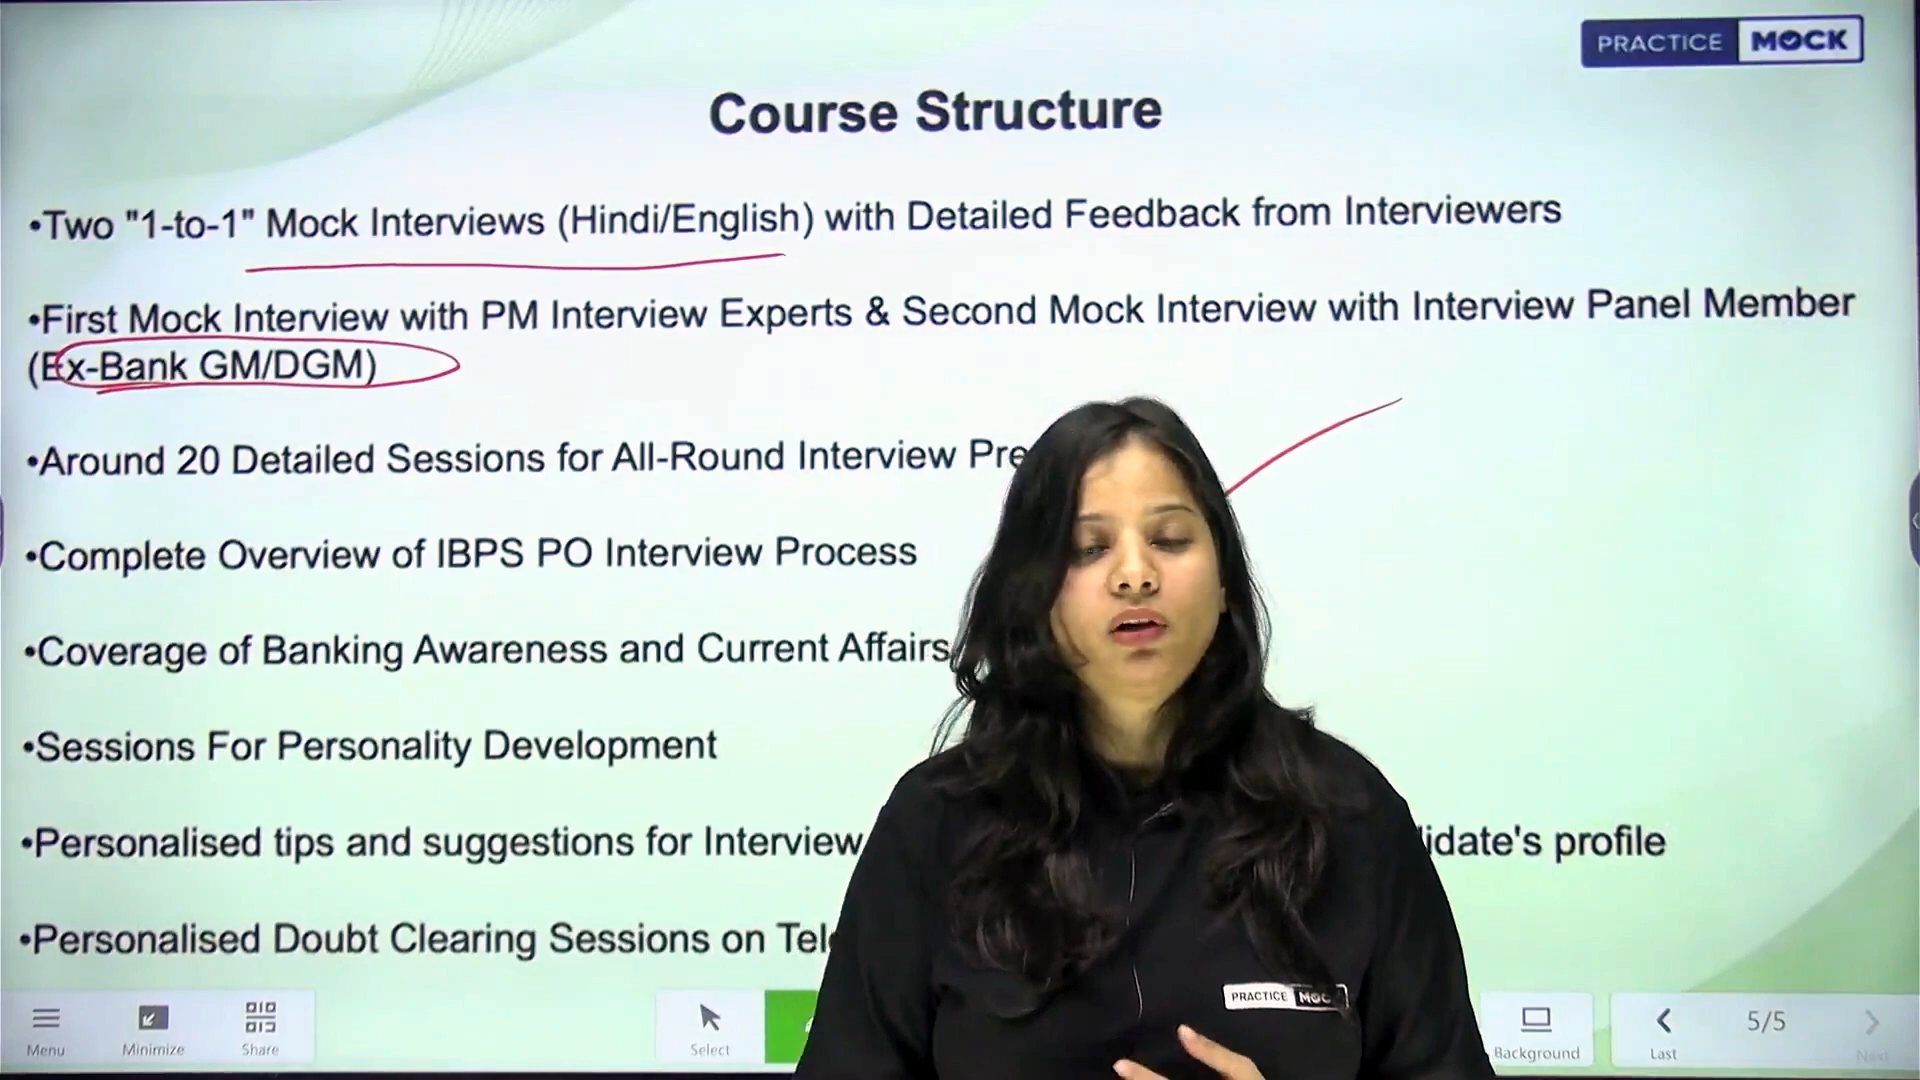 PRACTICE MOCK
Course Structure
•Two "1-to-1" Mock Interviews (Hindi/English) with Detailed Feedback from Interviewers
•First Mock Interview with PM Interview Experts & Second Mock Interview with Interview Panel Member
(Ex-Bank GM/DGM)
•Around 20 Detailed Sessions for All-Round Interview
•Complete Overview of IBPS PO Interview Process
•Coverage of Banking Awareness and Current Affairs
•Sessions For Personality Development
•Personalised tips and suggestions for Interview profile
•Personalised Doubt Clearing Sessions on
PRACTICE MOC
Menu Minimize Share Select Background Last 5/5 Next